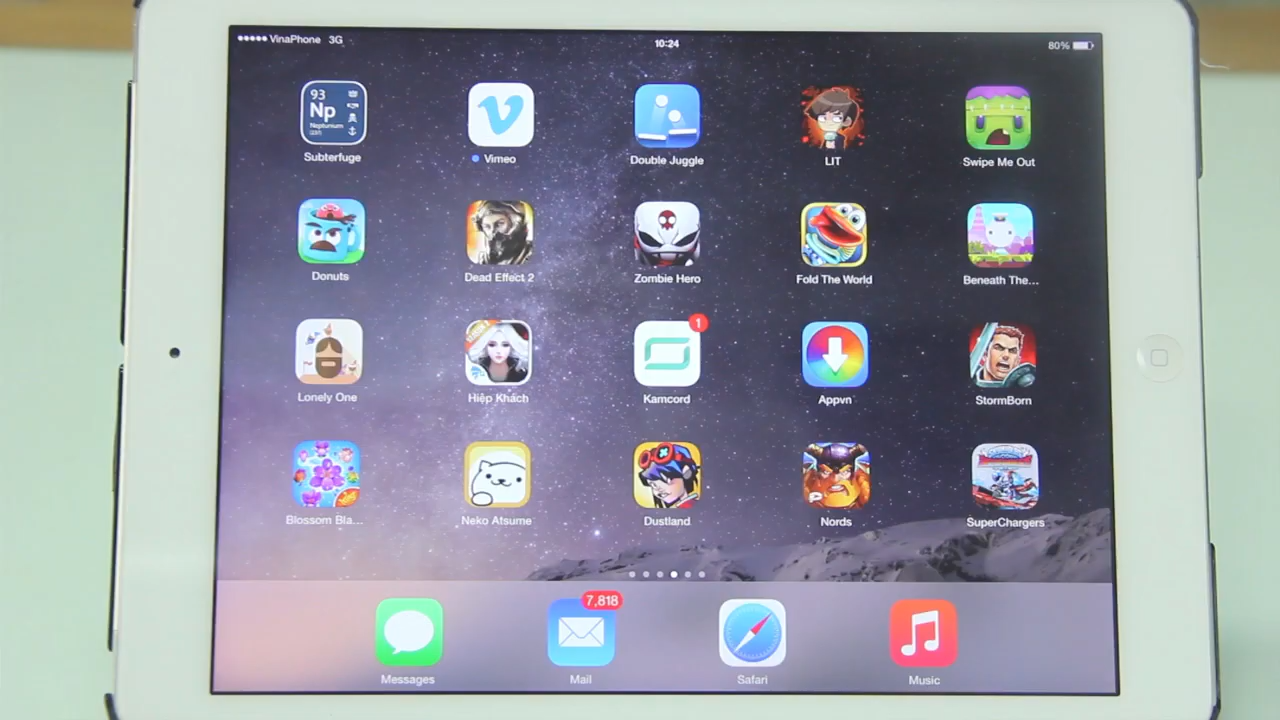 VinaPhone 3G
10:24
80%
93
Np
Neptunium
(237)
Subterfuge
Vimeo
Double Juggle
LIT
Swipe Me Out
Donuts
Dead Effect 2
Zombie Hero
Fold The World
Beneath The...
Lonely One
Hiệp Khách
1
Kamcord
Appvn
StormBorn
Blossom Bla...
Neko Atsume
Dustland
Nords
SuperChargers
7,818
Messages
Mail
Safari
Music